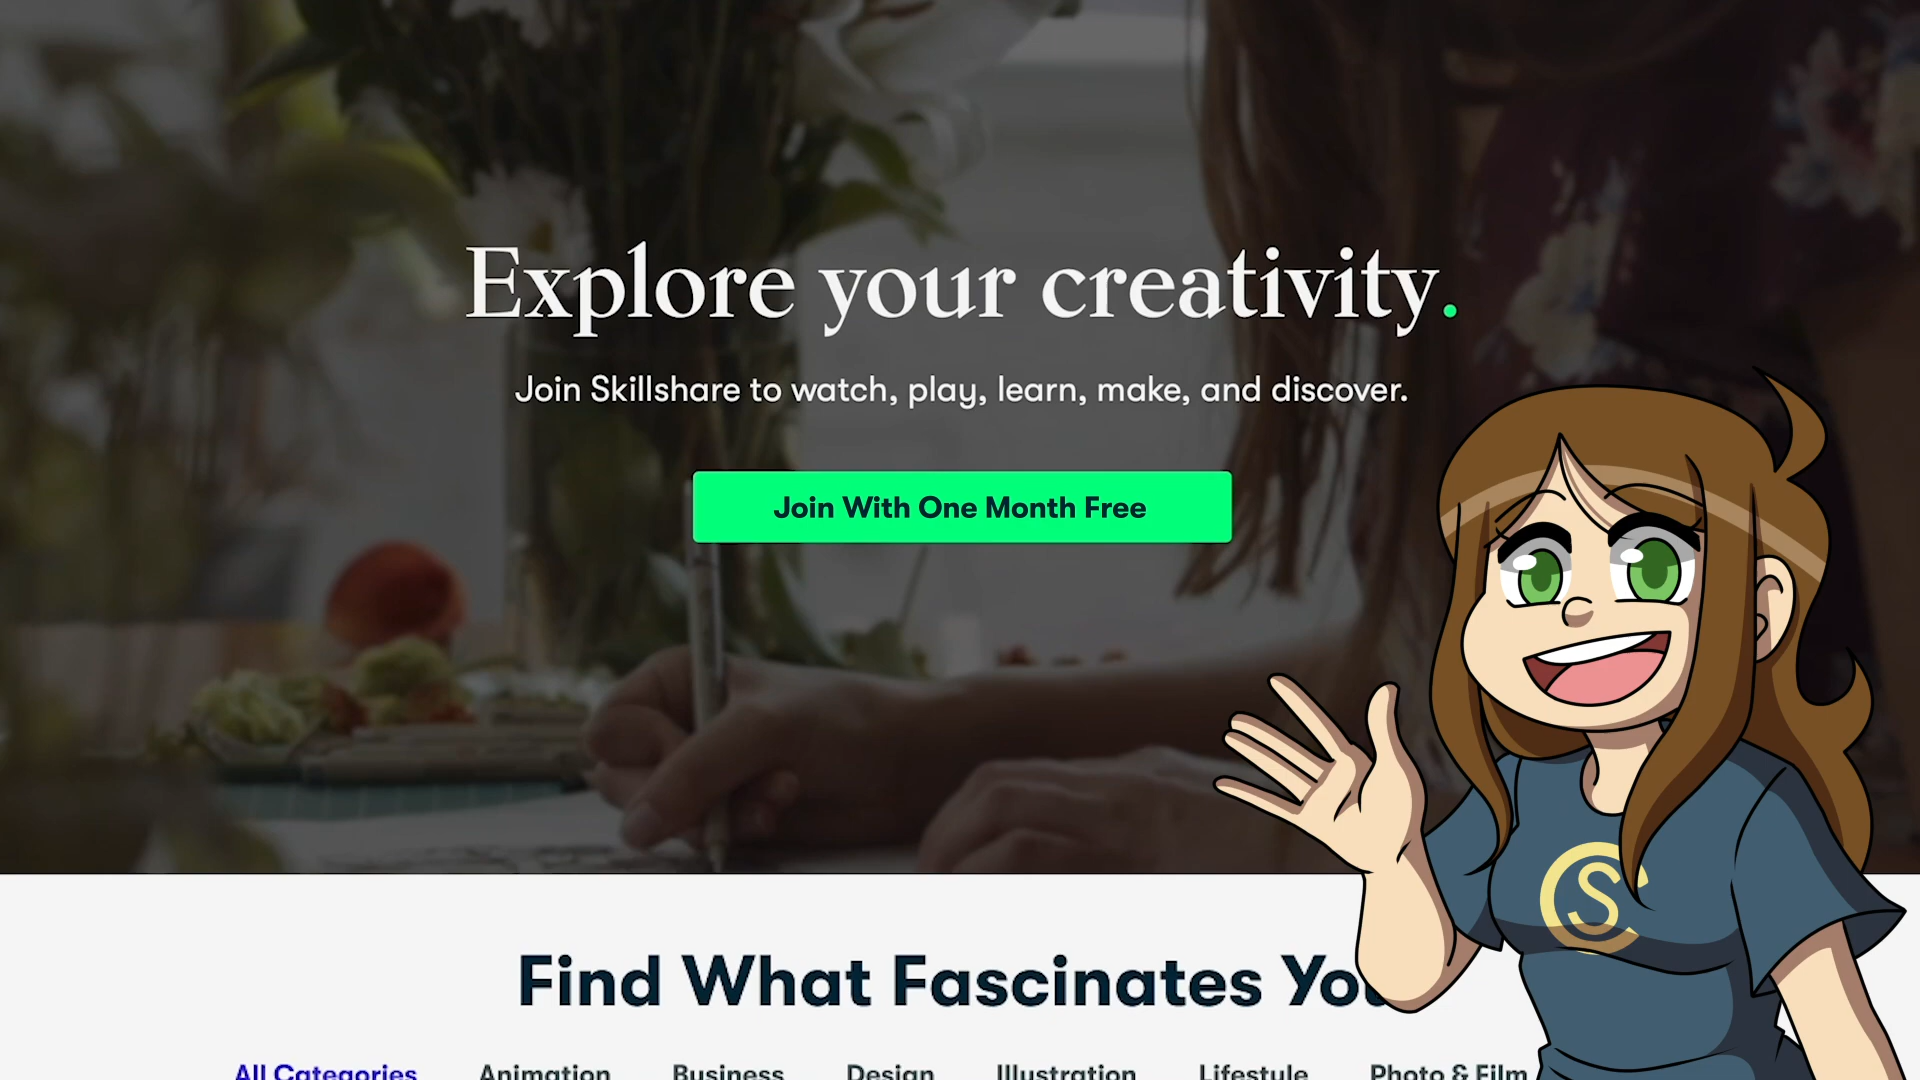 Explore your creativity.
Join Skillshare to watch, play, learn, make, and discover.
Join With One Month Free
Find What Fascinates You
All Categories Animation Business Design Illustration Lifestyle Photo & Film
CS